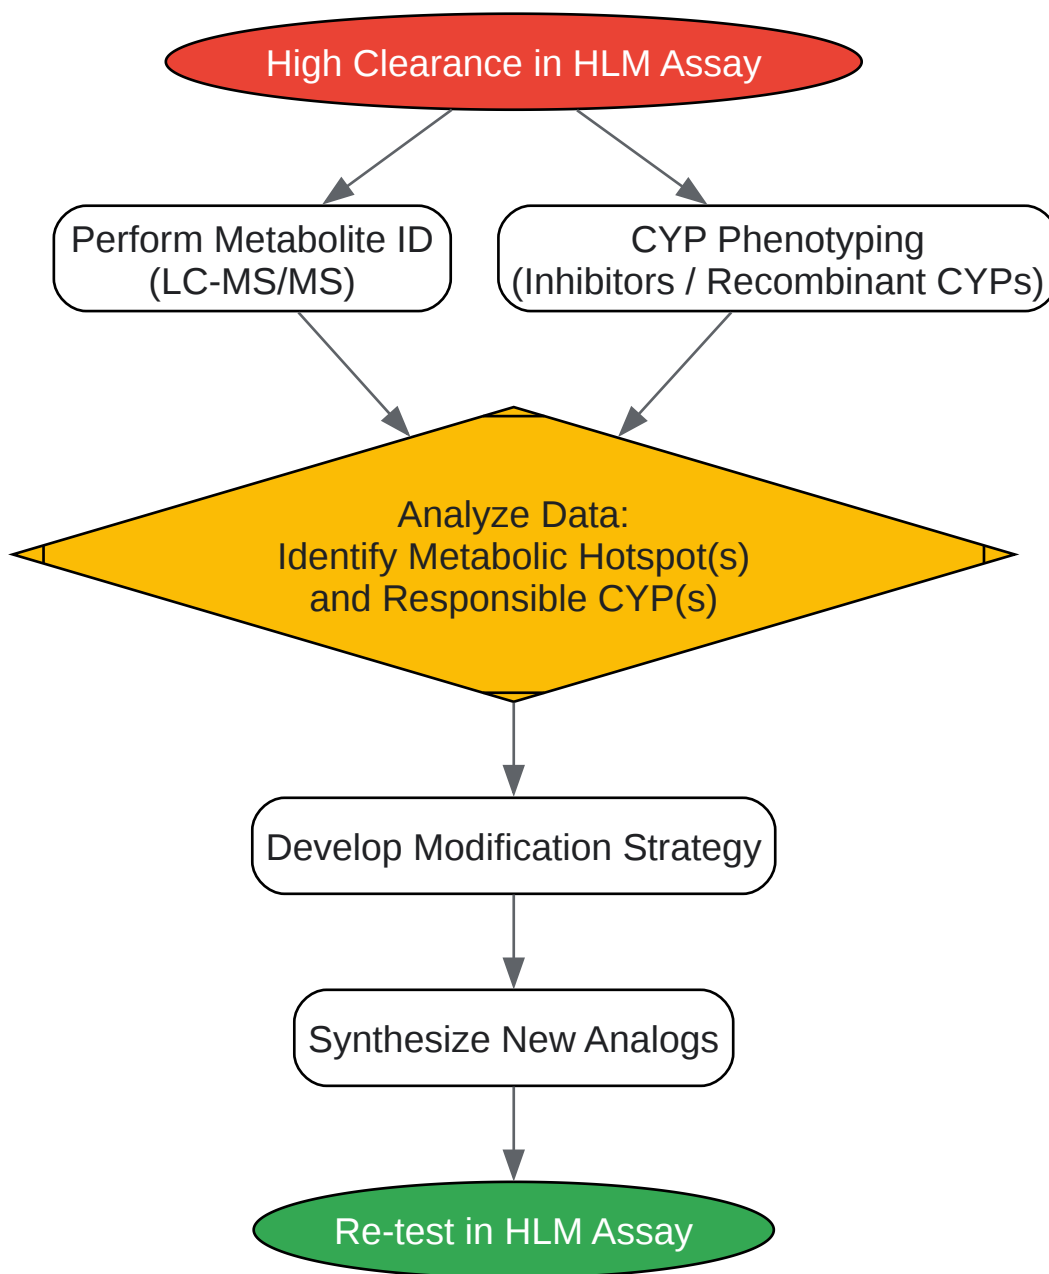 High Clearance in HLM Assay
Perform Metabolite ID
(LC-MS/MS)
CYP Phenotyping
(Inhibitors / Recombinant CYPs)
Analyze Data:
Identify Metabolic Hotspot(s)
and Responsible CYP(s)
Develop Modification Strategy
Synthesize New Analogs
Re-test in HLM Assay